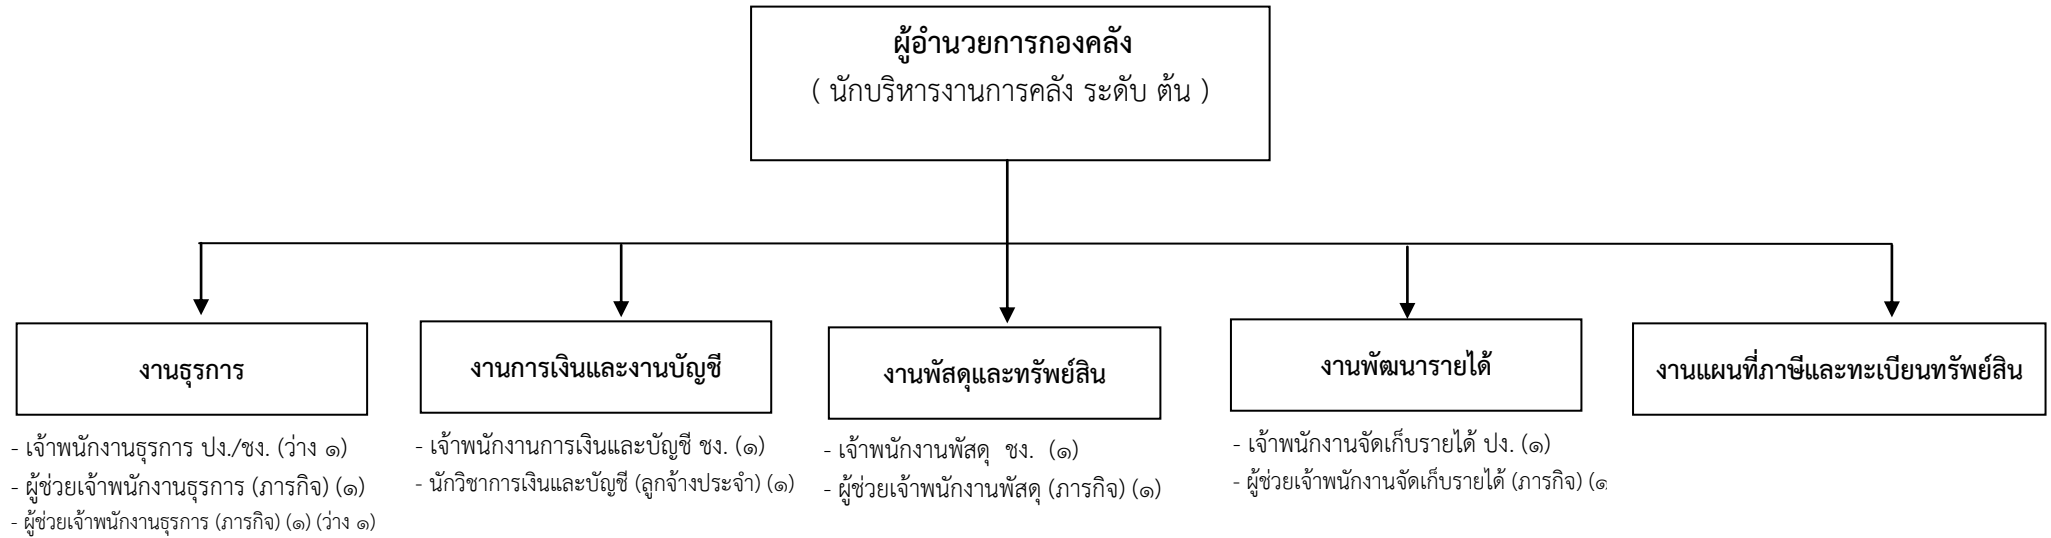 ผู้อำนวยการกองคลัง
( นักบริหารงานการคลัง ระดับ ต้น )
งานธุรการ
- เจ้าพนักงานธุรการ ปง./ชง. (ว่าง ๑)
- ผู้ช่วยเจ้าพนักงานธุรการ (ภารกิจ) (๑)
- ผู้ช่วยเจ้าพนักงานธุรการ (ภารกิจ) (๑) (ว่าง ๑)
งานการเงินและงานบัญชี
- เจ้าพนักงานการเงินและบัญชี ชง. (๑)
- นักวิชาการเงินและบัญชี (ลูกจ้างประจำ) (๑)
งานพัสดุและทรัพย์สิน
- เจ้าพนักงานพัสดุ ชง. (๑)
- ผู้ช่วยเจ้าพนักงานพัสดุ (ภารกิจ) (๑)
งานพัฒนารายได้
- เจ้าพนักงานจัดเก็บรายได้ ปง. (๑)
- ผู้ช่วยเจ้าพนักงานจัดเก็บรายได้ (ภารกิจ) (๑
งานแผนที่ภาษีและทะเบียนทรัพย์สิน